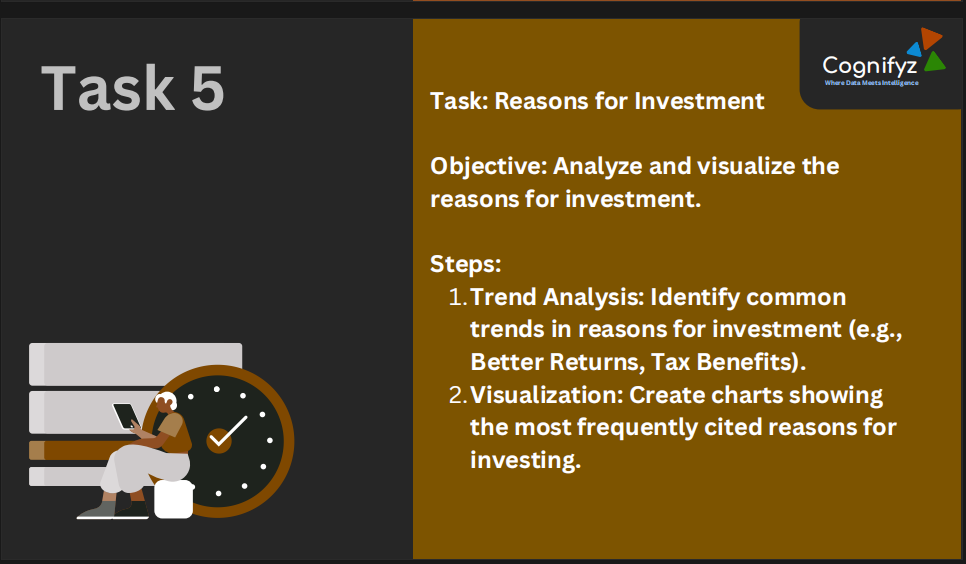 Task 5
Cognifyz
Where Data Meets Intelligence
Task: Reasons for Investment
Objective: Analyze and visualize the
reasons for investment.
Steps:
1. Trend Analysis: Identify common
trends in reasons for investment (e.g.,
Better Returns, Tax Benefits).
2. Visualization: Create charts showing
the most frequently cited reasons for
investing.